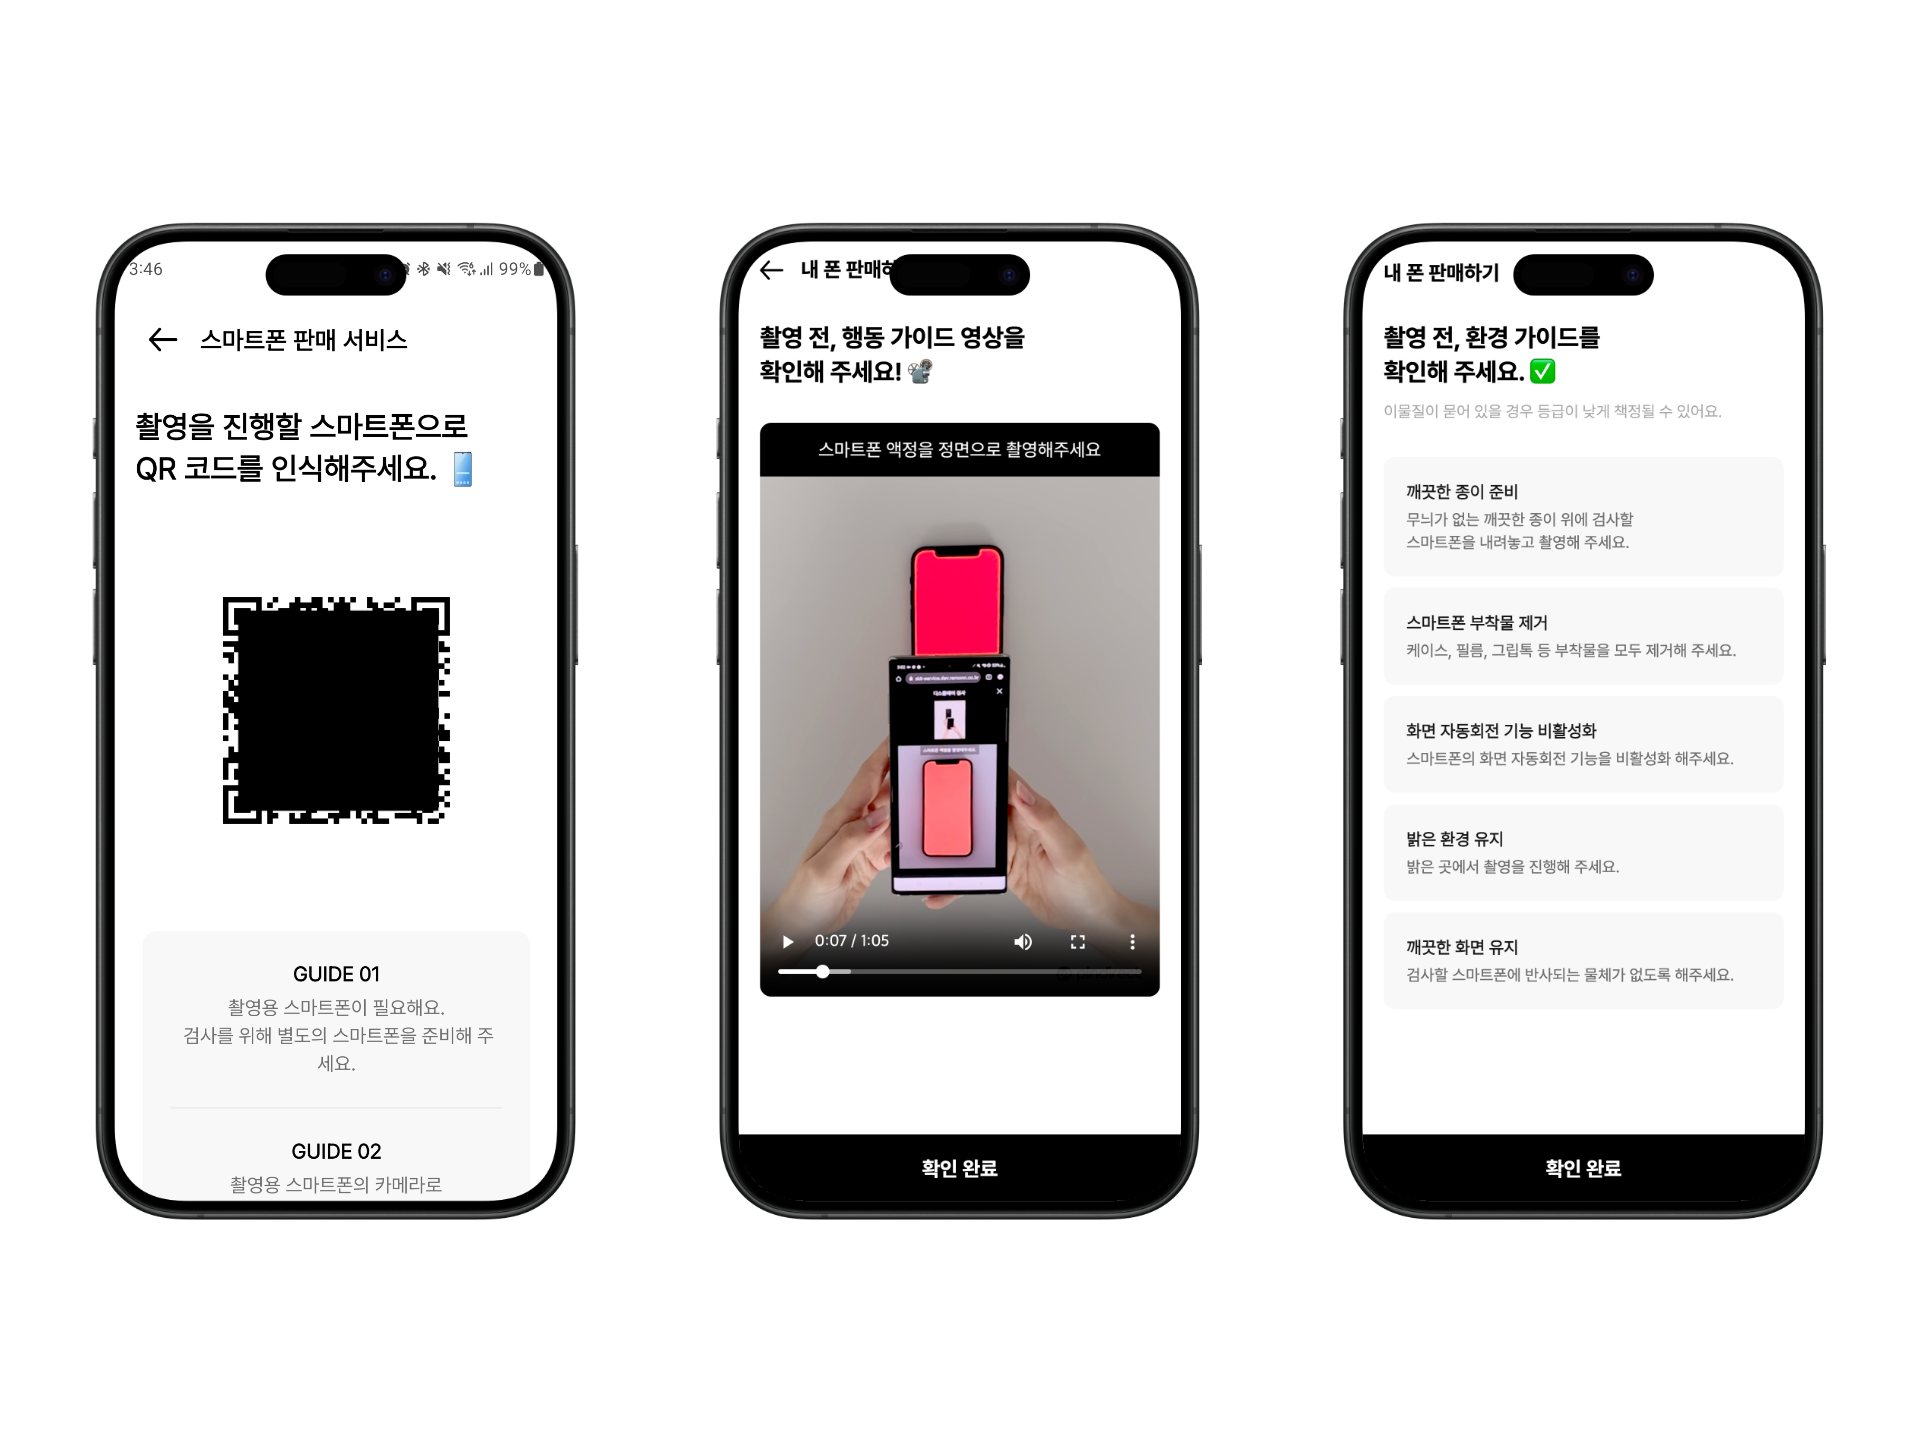 3:46
99%
스마트폰 판매 서비스
촬영을 진행할 스마트폰으로
QR 코드를 인식해주세요.
GUIDE 01
촬영용 스마트폰이 필요해요.
검사를 위해 별도의 스마트폰을 준비해 주
세요.
GUIDE 02
촬영용 스마트폰의 카메라로
내 폰 판매하
촬영 전, 행동 가이드 영상을
확인해 주세요!
스마트폰 액정을 정면으로 촬영해주세요
디스플레이 검사
0:07 / 1:05
확인 완료
내 폰 판매하기
촬영 전, 환경 가이드를
확인해 주세요.
이물질이 묻어 있을 경우 등급이 낮게 책정될 수 있어요.
깨끗한 종이 준비
무늬가 없는 깨끗한 종이 위에 검사할
스마트폰을 내려놓고 촬영해 주세요.
스마트폰 부착물 제거
케이스, 필름, 그립톡 등 부착물을 모두 제거해 주세요.
화면 자동회전 기능 비활성화
스마트폰의 화면 자동회전 기능을 비활성화 해주세요.
밝은 환경 유지
밝은 곳에서 촬영을 진행해 주세요.
깨끗한 화면 유지
검사할 스마트폰에 반사되는 물체가 없도록 해주세요.
확인 완료